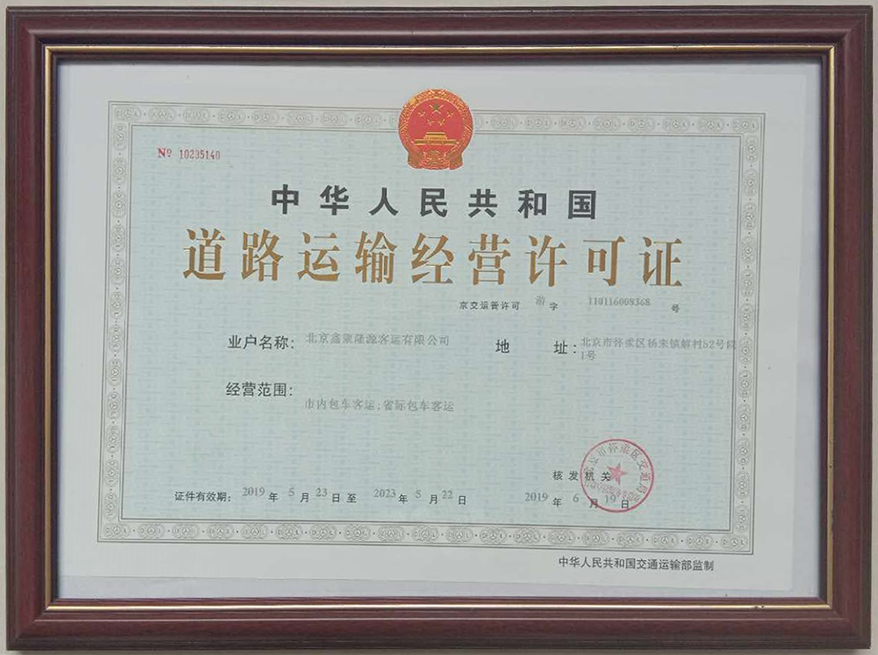 № 10235140
中华人民共和国
道路运输经营许可证
京交运管许可 字 110116008368 号
业户名称：北京鑫聚隆源客运有限公司
地 址：北京市怀柔区杨宋镇解村52号院
1号
经营范围：
市内包车客运；省际包车客运
核发机关
证件有效期：2019 年 5 月 23 日至 2023 年 5 月 22 日
2019 年 6 月 19 日
中华人民共和国交通运输部监制